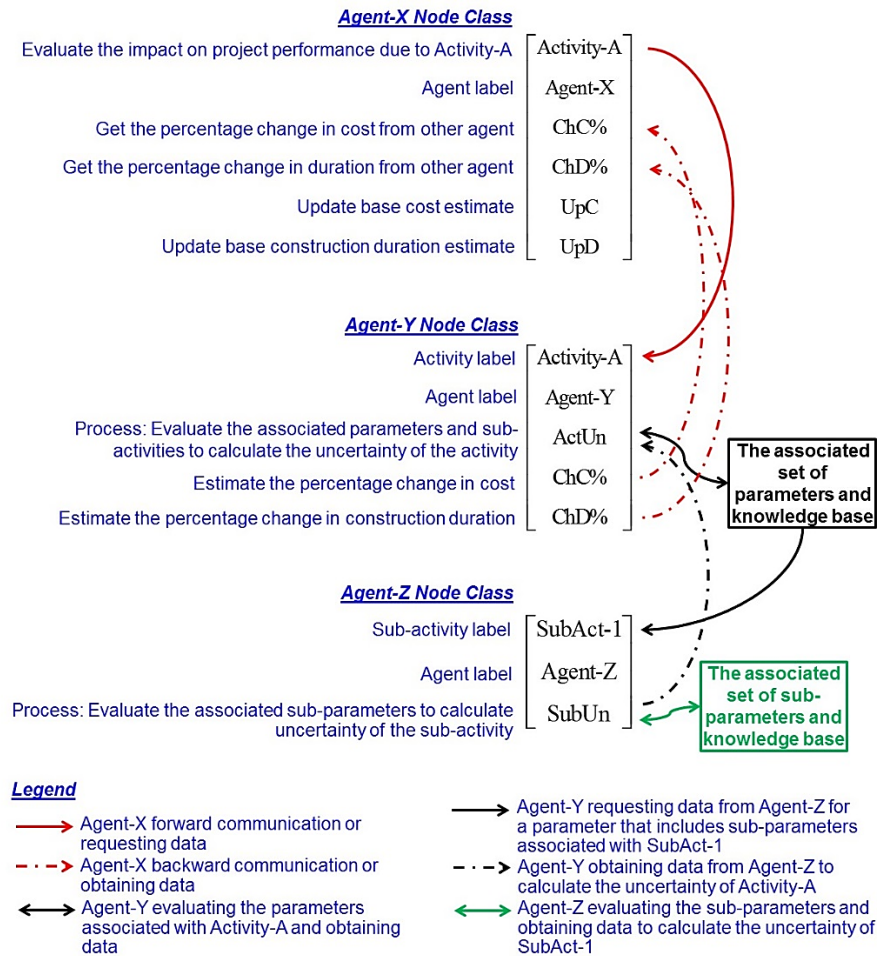 Agent-X Node Class
Evaluate the impact on project performance due to Activity-A
Activity-A
Agent label
Agent-X
Get the percentage change in cost from other agent
ChC%
Get the percentage change in duration from other agent
ChD%
Update base cost estimate
UpC
Update base construction duration estimate
UpD
Agent-Y Node Class
Activity label
Activity-A
Agent label
Agent-Y
Process: Evaluate the associated parameters and sub-
activities to calculate the uncertainty of the activity
ActUn
Estimate the percentage change in cost
ChC%
Estimate the percentage change in construction duration
ChD%
The associated
set of
parameters and
knowledge base
Agent-Z Node Class
Sub-activity label
SubAct-1
Agent label
Agent-Z
Process: Evaluate the associated sub-parameters to calculate
uncertainty of the sub-activity
SubUn
The associated
set of sub-
parameters and
knowledge base
Legend
Agent-X forward communication or
requesting data
Agent-X backward communication or
obtaining data
Agent-Y evaluating the parameters
associated with Activity-A and obtaining
data
Agent-Y requesting data from Agent-Z for
a parameter that includes sub-parameters
associated with SubAct-1
Agent-Y obtaining data from Agent-Z to
calculate the uncertainty of Activity-A
Agent-Z evaluating the sub-parameters and
obtaining data to calculate the uncertainty of
SubAct-1